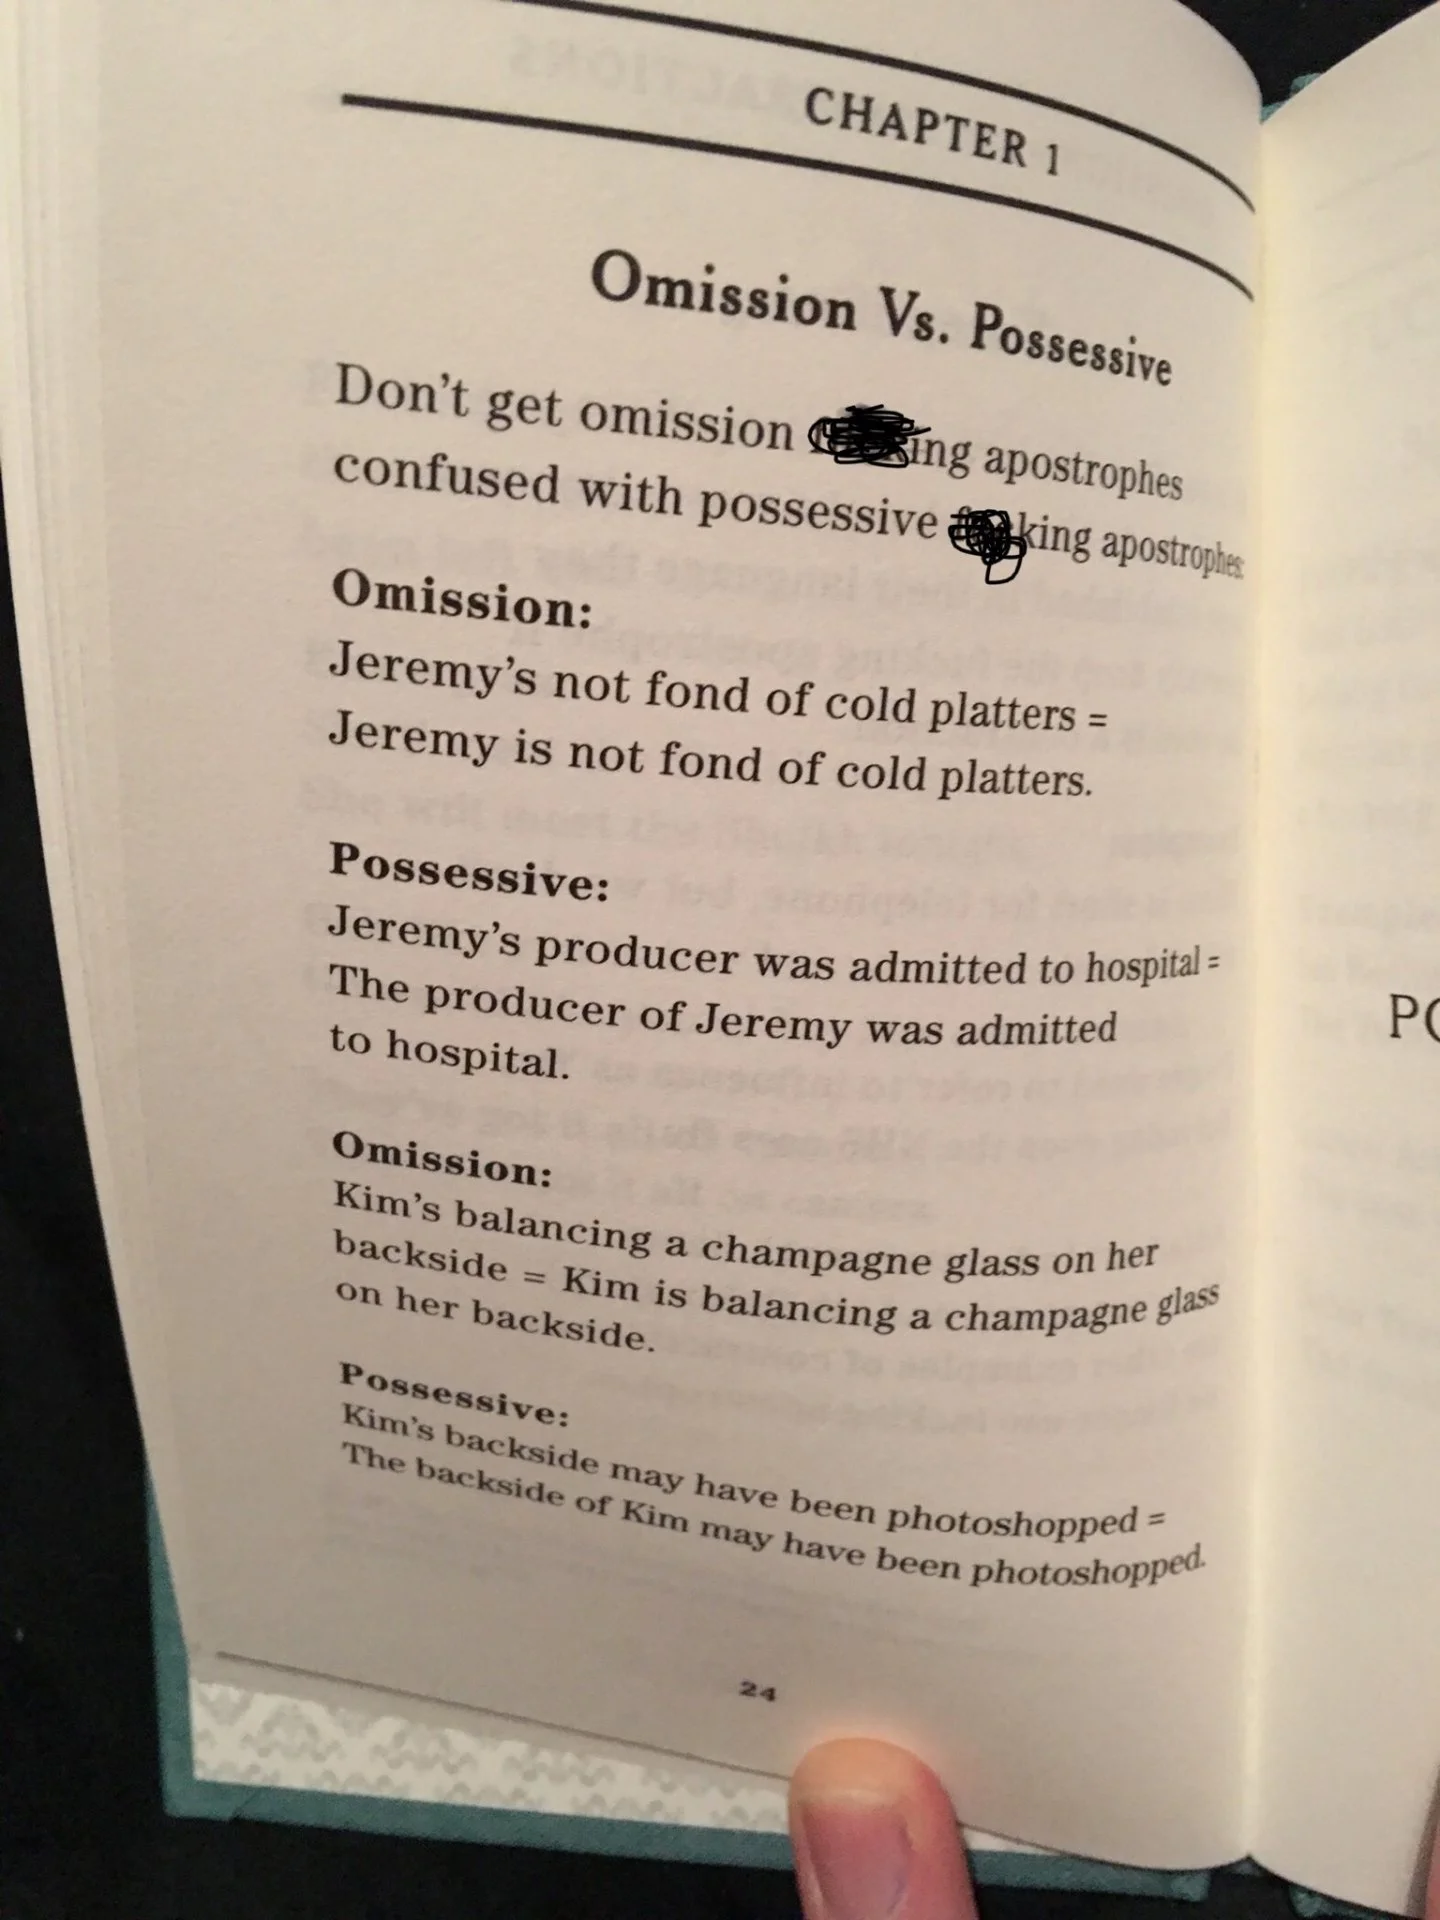 CHAPTER 1
Omission Vs. Possessive
Don't get omission king apostrophes
confused with possessive king apostrophes:
Omission:
Jeremy's not fond of cold platters =
Jeremy is not fond of cold platters.
Possessive:
Jeremy's producer was admitted to hospital =
The producer of Jeremy was admitted
to hospital.
Omission:
Kim's balancing a champagne glass on her
backside = Kim is balancing a champagne glass
on her backside.
Possessive:
Kim's backside may have been photoshopped =
The backside of Kim may have been photoshopped.
24
PO